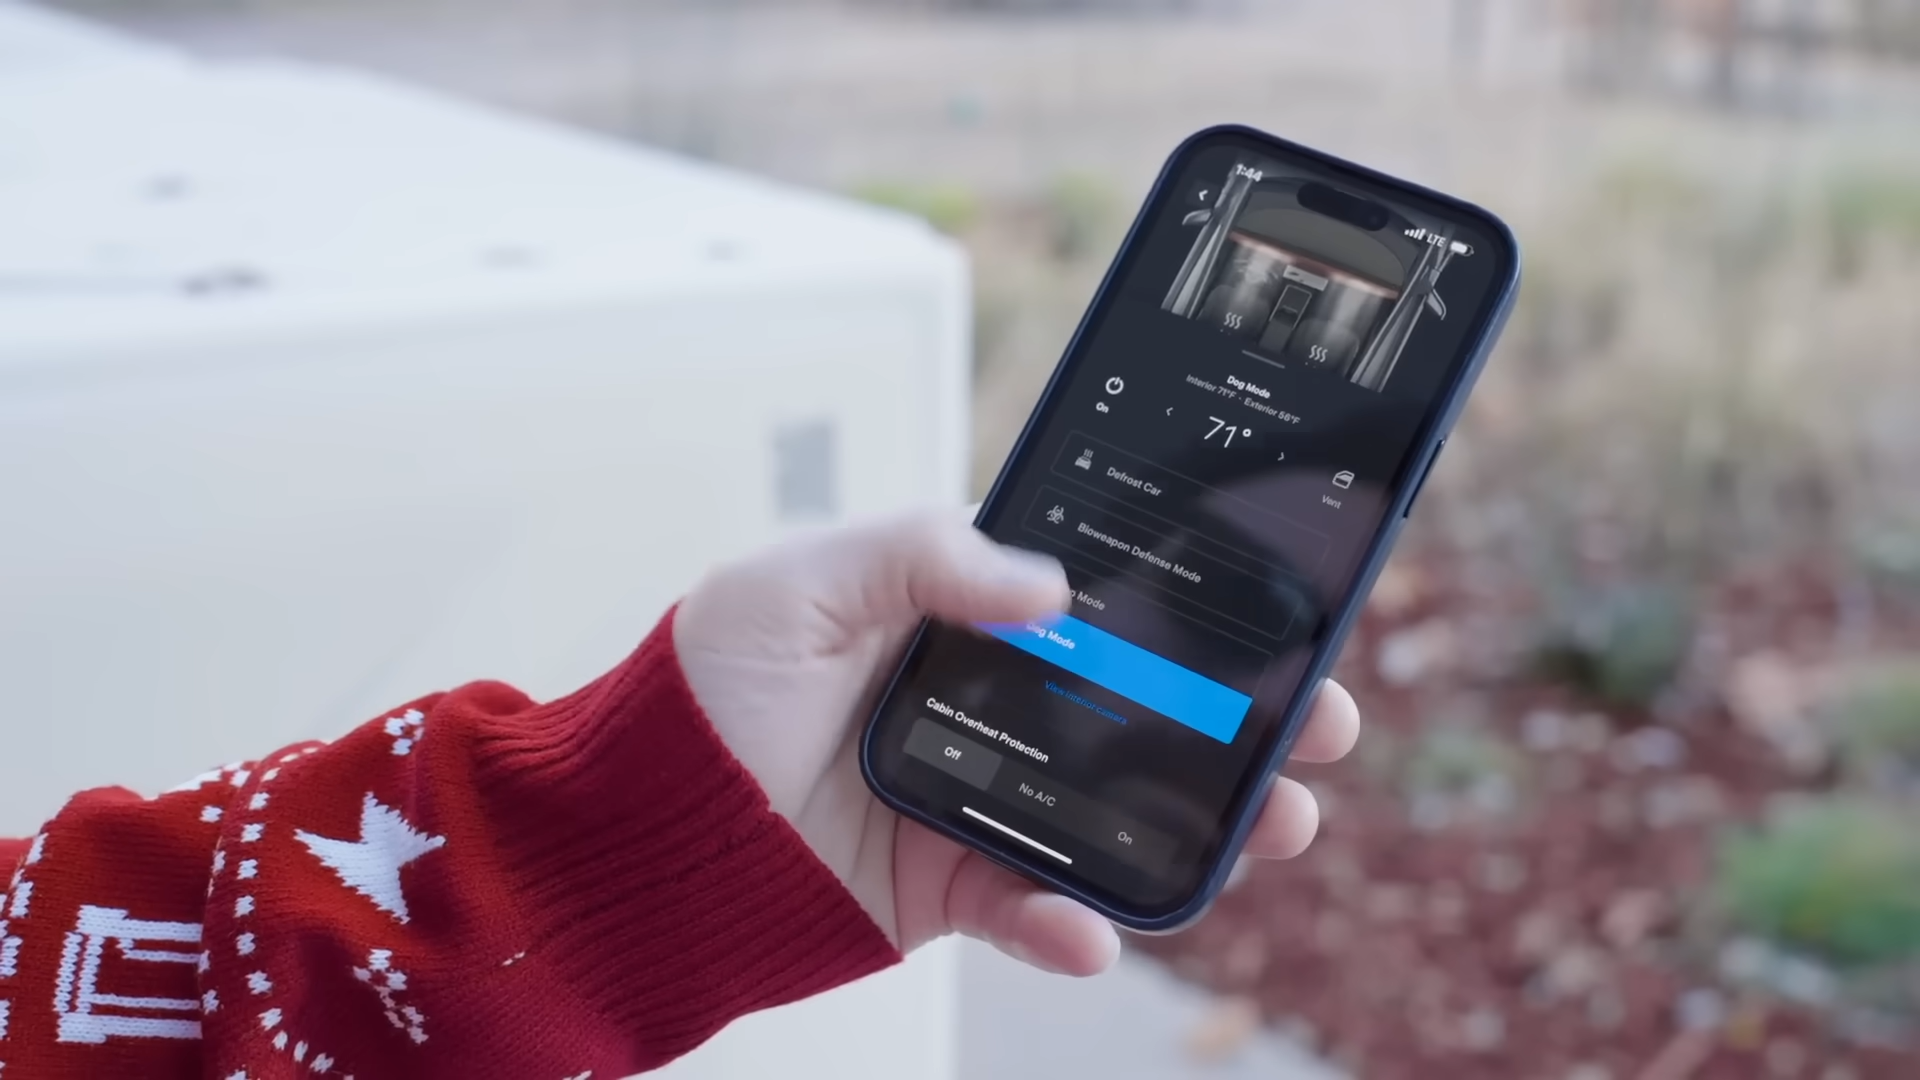 1:44
LTE
Dog Mode
Interior 71°F · Exterior 56°F
On
71°
Vent
Defrost Car
Bioweapon Defense Mode
Mode
Dog Mode
View Interior Camera
Cabin Overheat Protection
Off
No A/C
On